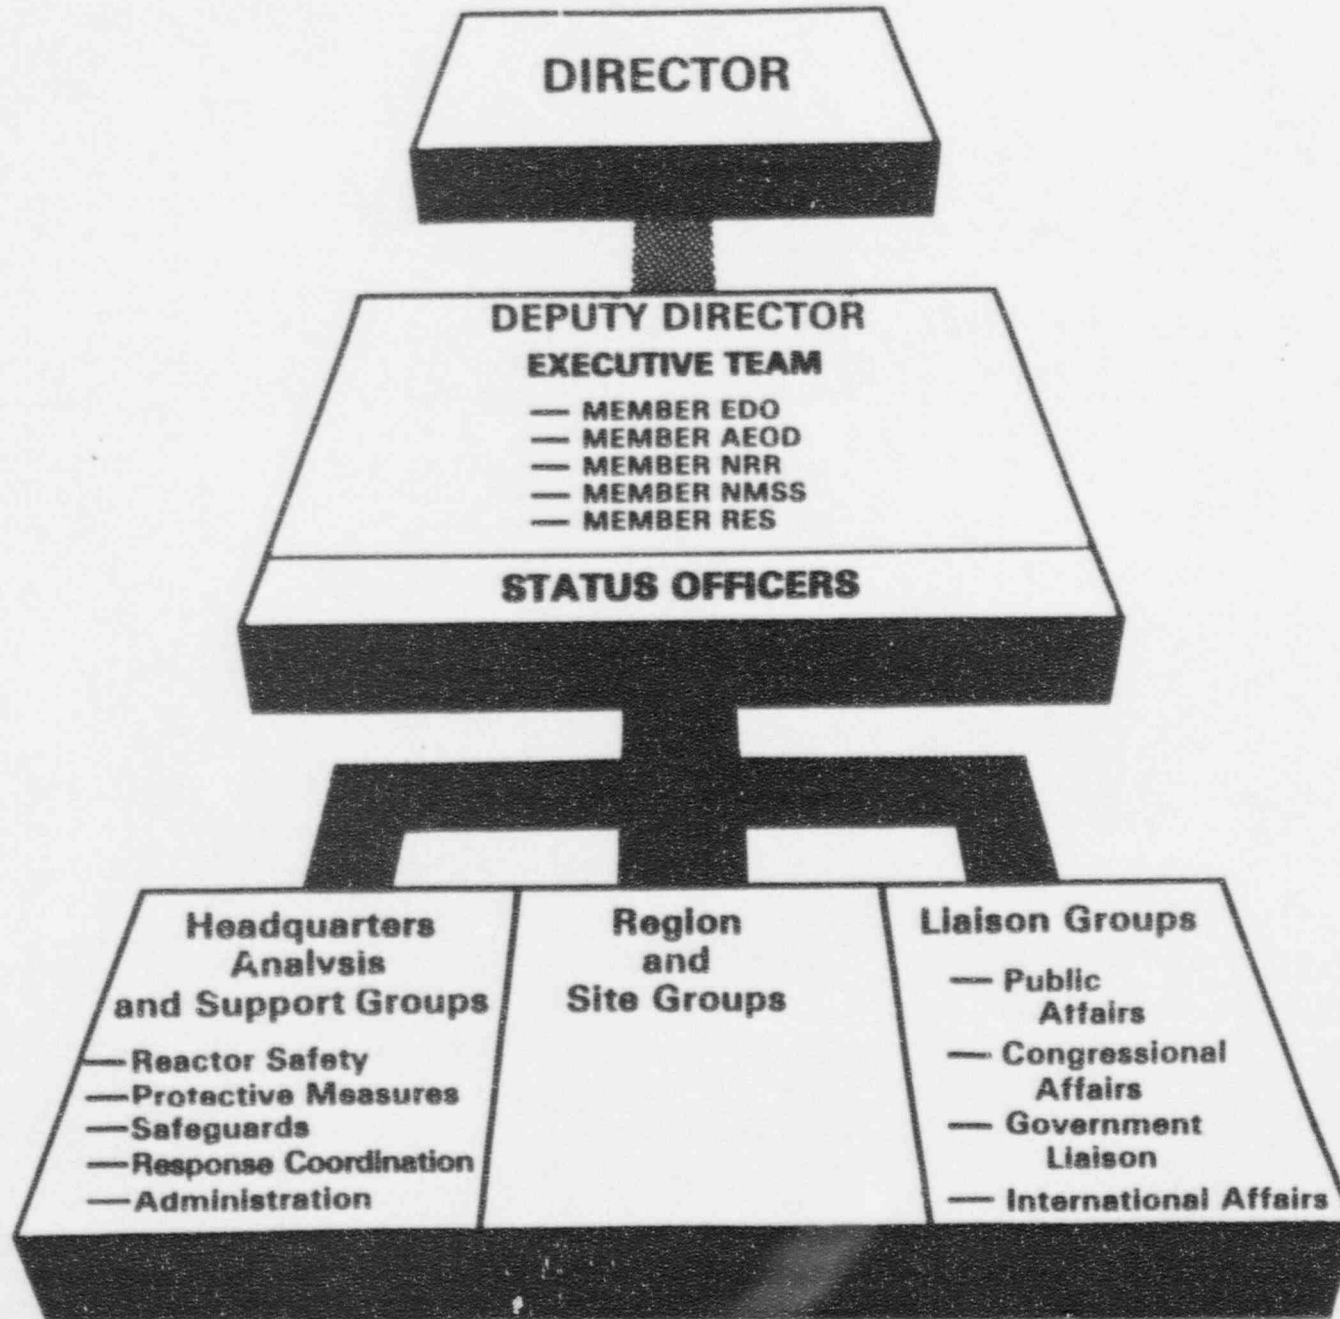 DIRECTOR
DEPUTY DIRECTOR
EXECUTIVE TEAM
— MEMBER EDO
— MEMBER AEOD
— MEMBER NRR
— MEMBER NMSS
— MEMBER RES
STATUS OFFICERS
Headquarters
Analysis
and Support Groups
— Reactor Safety
— Protective Measures
— Safeguards
— Response Coordination
— Administration
Region
and
Site Groups
Liaison Groups
— Public
Affairs
— Congressional
Affairs
— Government
Liaison
— International Affairs